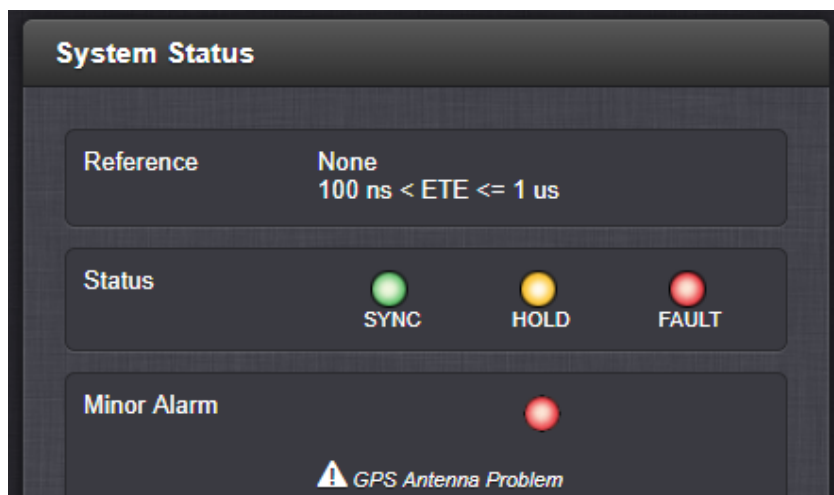 System Status
Reference None
100 ns < ETE <= 1 us
Status
SYNC HOLD FAULT
Minor Alarm
GPS Antenna Problem